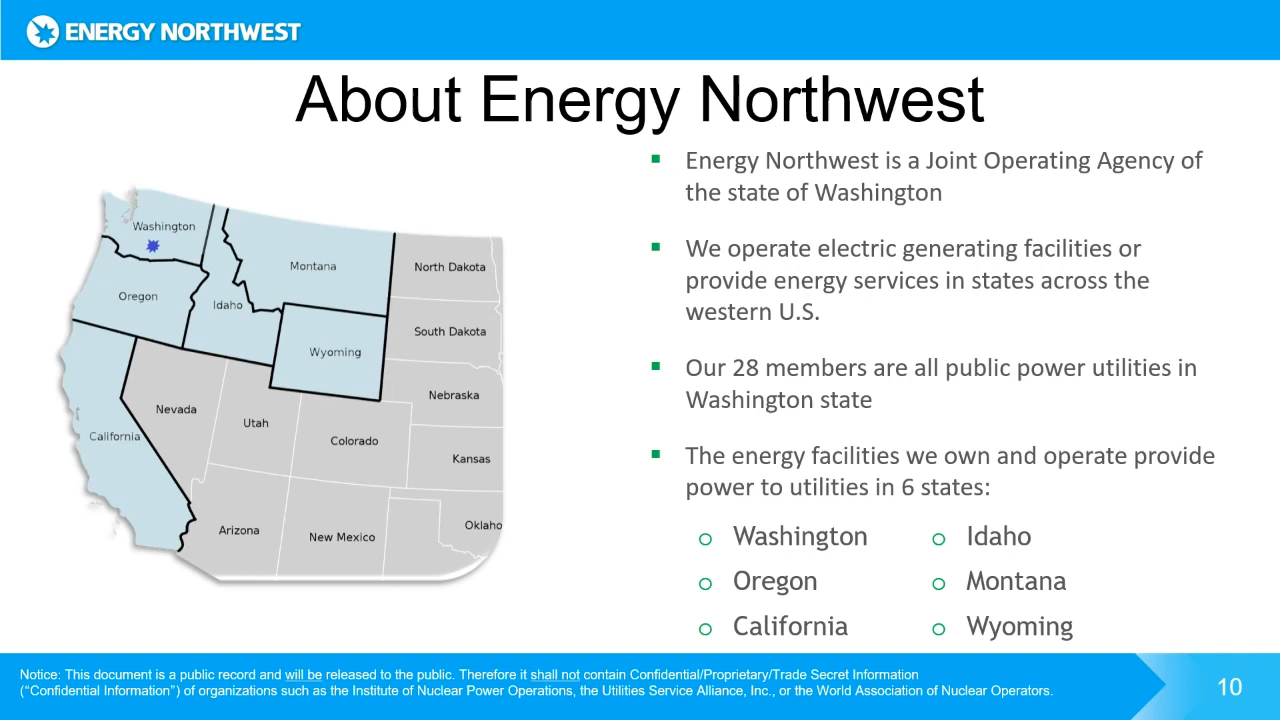 ENERGY NORTHWEST
About Energy Northwest
Washington
Oregon
Idaho
Montana
Wyoming
California
Nevada
Utah
Colorado
Arizona
New Mexico
North Dakota
South Dakota
Nebraska
Kansas
Oklaho
▪ Energy Northwest is a Joint Operating Agency of
the state of Washington
▪ We operate electric generating facilities or
provide energy services in states across the
western U.S.
▪ Our 28 members are all public power utilities in
Washington state
▪ The energy facilities we own and operate provide
power to utilities in 6 states:
o Washington
o Oregon
o California
o Idaho
o Montana
o Wyoming
Notice: This document is a public record and will be released to the public. Therefore it shall not contain Confidential/Proprietary/Trade Secret Information
(“Confidential Information”) of organizations such as the Institute of Nuclear Power Operations, the Utilities Service Alliance, Inc., or the World Association of Nuclear Operators.
10